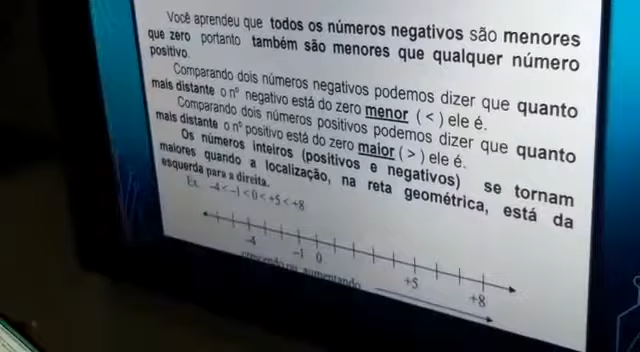 Você aprendeu que todos os números negativos são menores
que zero portanto também são menores que qualquer número
positivo.
Comparando dois números negativos podemos dizer que quanto
mais distante o nº negativo está do zero menor ( < ) ele é.
Comparando dois números positivos podemos dizer que quanto
mais distante o nº positivo está do zero maior ( > ) ele é.
Os números inteiros (positivos e negativos) se tornam
maiores quando a localização, na reta geométrica, está da
esquerda para a direita.
Ex. -4 < -1 < 0 < +5 < +8
-4 -1 0 +5 +8
crescendo ou aumentando